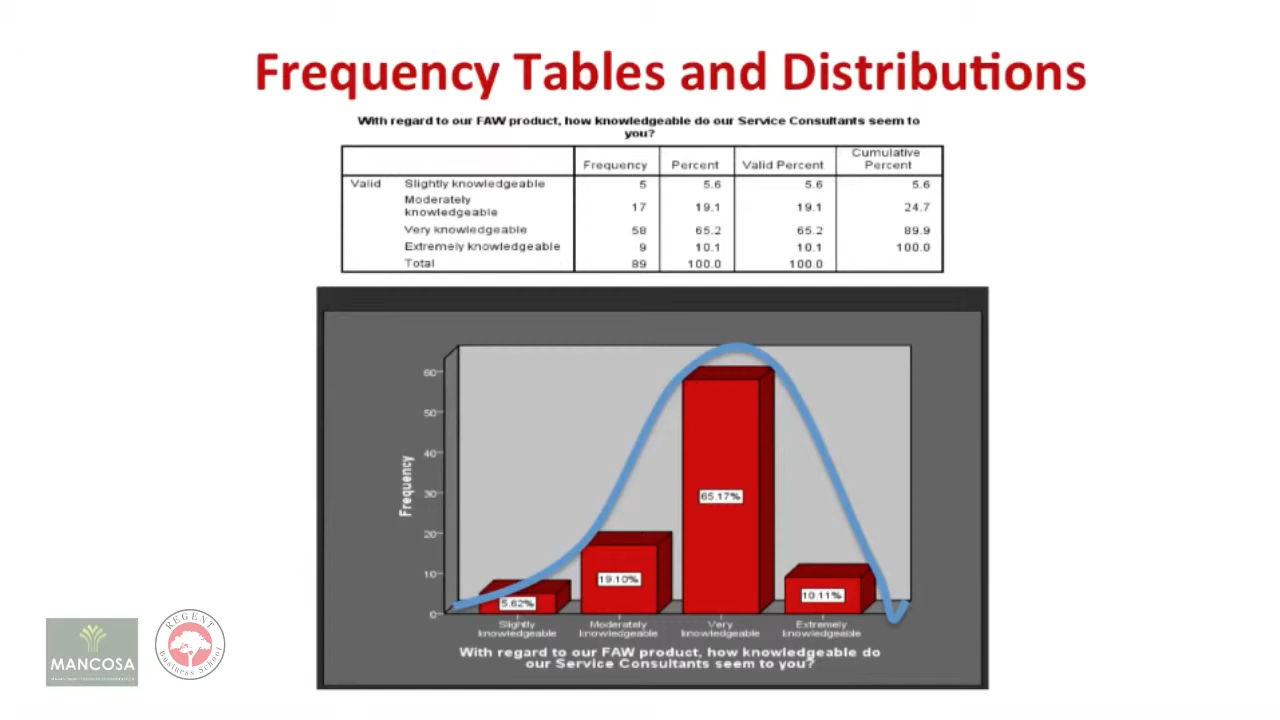 Frequency Tables and Distributions
With regard to our FAW product, how knowledgeable do our Service Consultants seem to
you?
Frequency Percent Valid Percent Cumulative Percent
Valid Slightly knowledgeable 5 5.6 5.6 5.6
Moderately knowledgeable 17 19.1 19.1 24.7
Very knowledgeable 58 65.2 65.2 89.9
Extremely knowledgeable 9 10.1 10.1 100.0
Total 89 100.0 100.0
60
50
40
30
20
10
0
Frequency
5.62%
19.10%
65.17%
10.11%
Slightly knowledgeable
Moderately knowledgeable
Very knowledgeable
Extremely knowledgeable
With regard to our FAW product, how knowledgeable do
our Service Consultants seem to you?
MANCOSA
REGENT
Business School